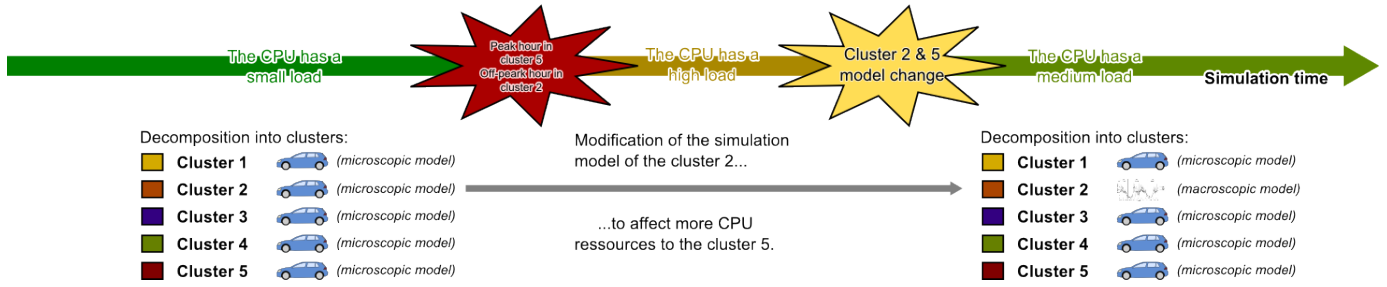 The CPU has a
small load
Peak hour in
cluster 5
Off-peark hour in
cluster 2
The CPU has a
high load
Cluster 2 & 5
model change
The CPU has a
medium load
Simulation time
Decomposition into clusters:
Cluster 1 (microscopic model)
Cluster 2 (microscopic model)
Cluster 3 (microscopic model)
Cluster 4 (microscopic model)
Cluster 5 (microscopic model)
Modification of the simulation
model of the cluster 2...
...to affect more CPU
ressources to the cluster 5.
Decomposition into clusters:
Cluster 1 (microscopic model)
Cluster 2 (macroscopic model)
Cluster 3 (microscopic model)
Cluster 4 (microscopic model)
Cluster 5 (microscopic model)